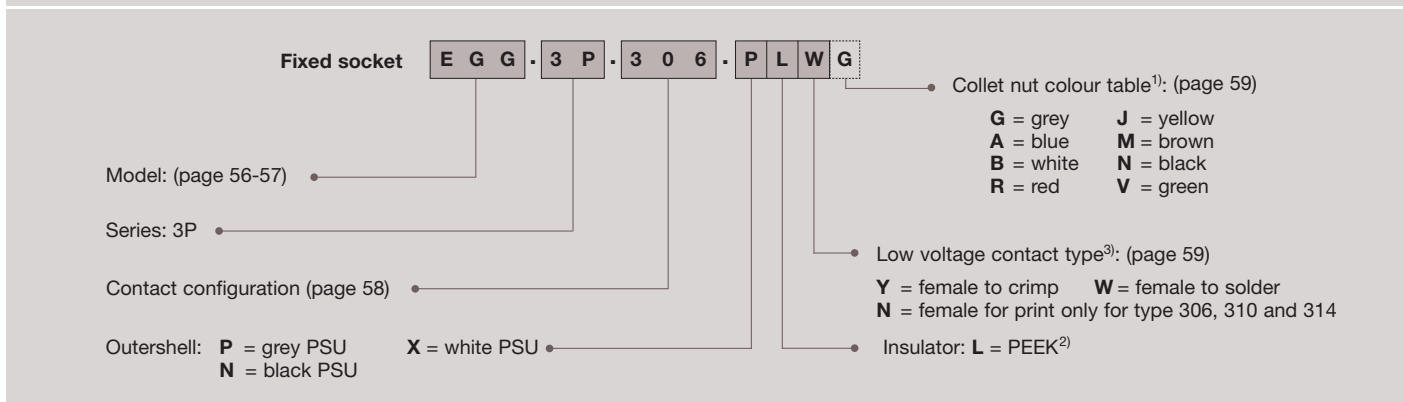 Fixed socket E G G . 3 P . 3 0 6 . P L W G
Collet nut colour table1): (page 59)
G = grey J = yellow
A = blue M = brown
B = white N = black
R = red V = green
Model: (page 56-57)
Series: 3P
Low voltage contact type3): (page 59)
Y = female to crimp W = female to solder
N = female for print only for type 306, 310 and 314
Contact configuration (page 58)
Outershell: P = grey PSU X = white PSU
N = black PSU
Insulator: L = PEEK2)